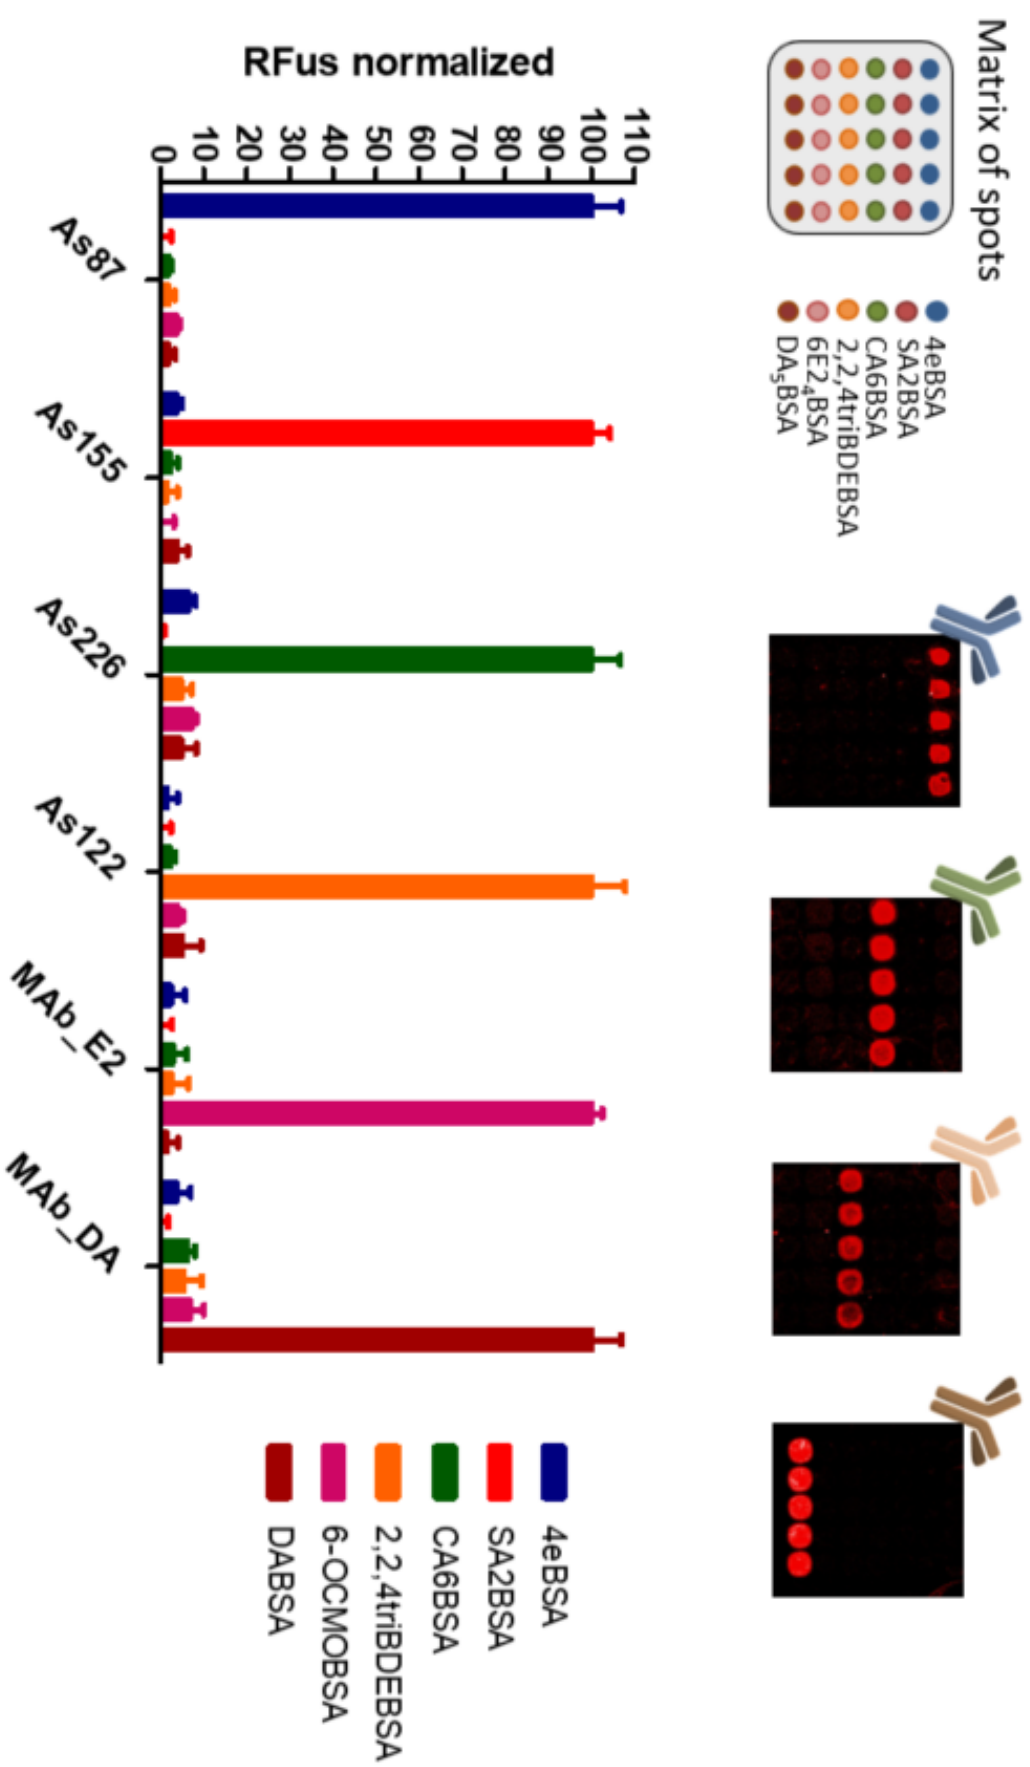 Matrix of spots
4eBSA
SA2BSA
CA6BSA
2,2,4triBDEBSA
6E2₄BSA
DA₅BSA
RFus normalized
110
100
90
80
70
60
50
40
30
20
10
0
As87
As155
As226
As122
MAb_E2
MAb_DA
4eBSA
SA2BSA
CA6BSA
2,2,4triBDEBSA
6-OCMOBSA
DABSA